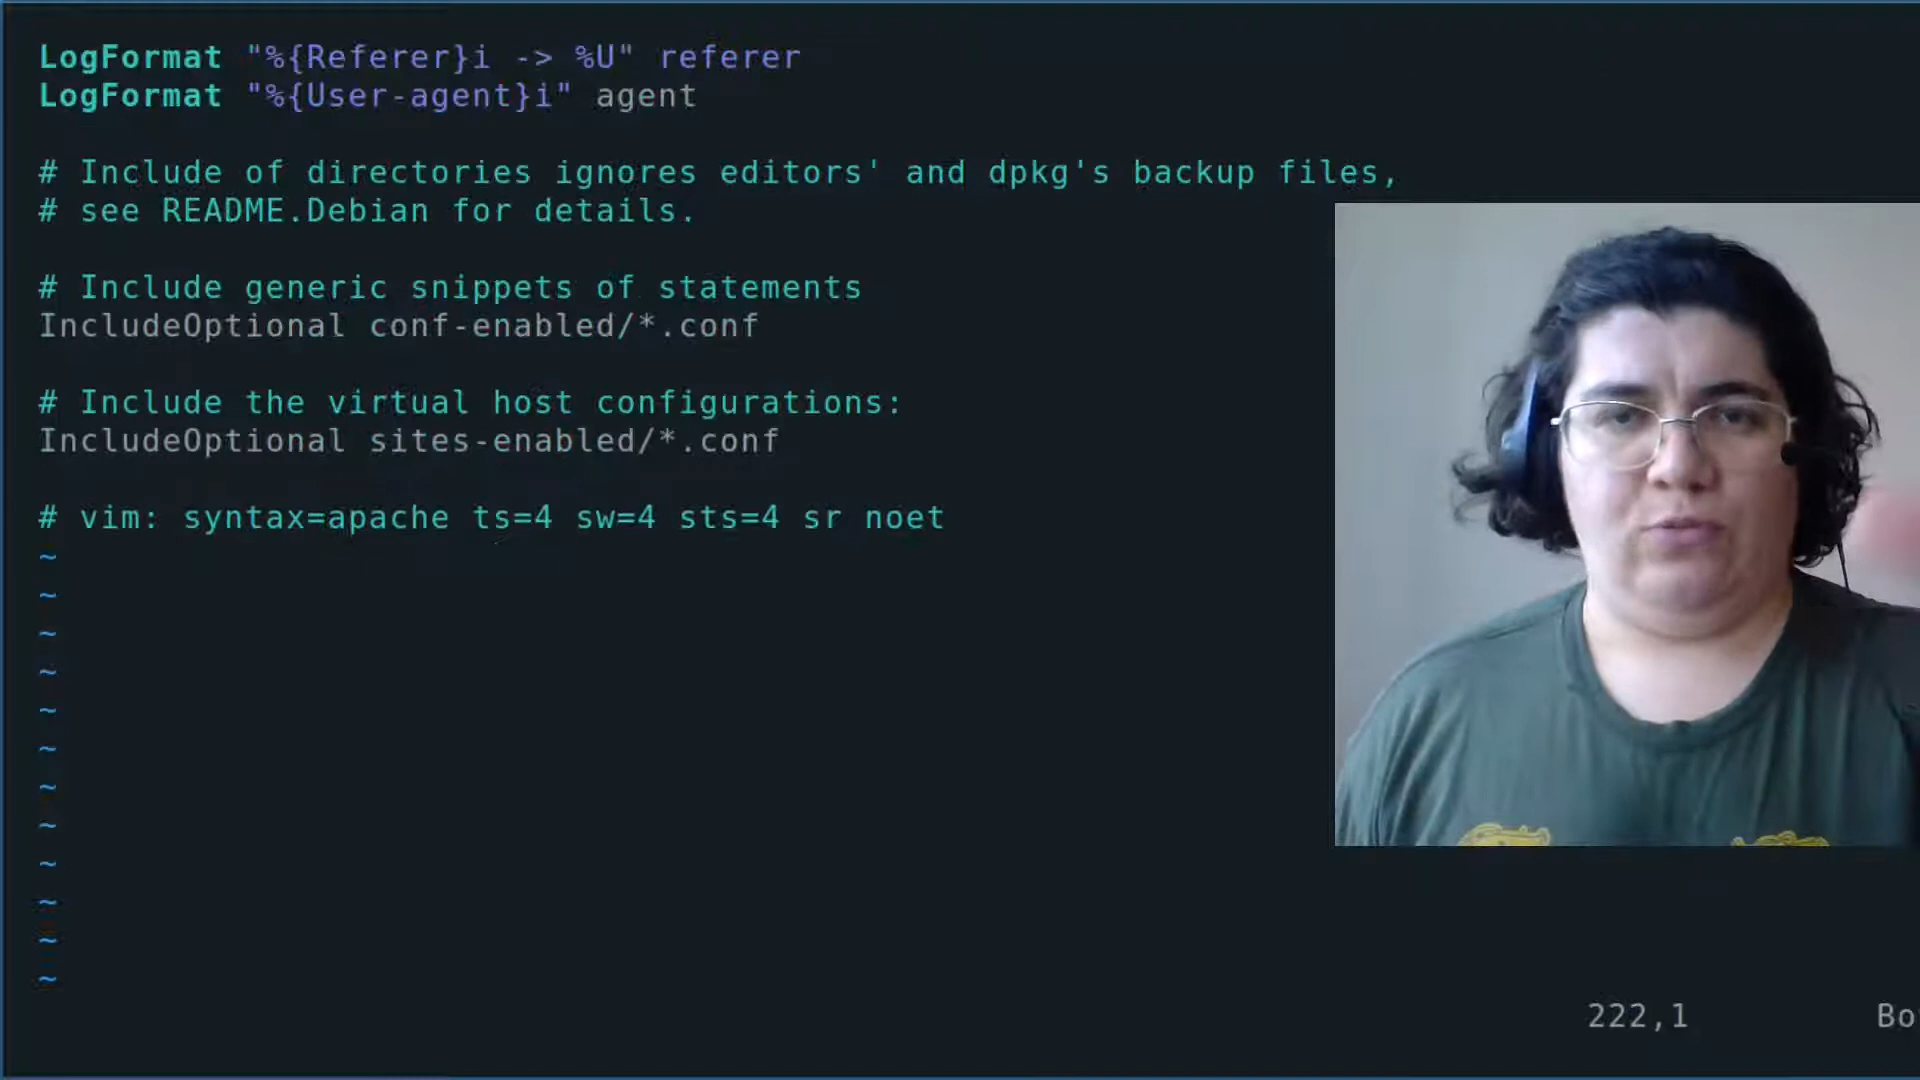 LogFormat "%{Referer}i -> %U" referer
LogFormat "%{User-agent}i" agent
# Include of directories ignores editors' and dpkg's backup files,
# see README.Debian for details.
# Include generic snippets of statements
IncludeOptional conf-enabled/*.conf
# Include the virtual host configurations:
IncludeOptional sites-enabled/*.conf
# vim: syntax=apache ts=4 sw=4 sts=4 sr noet
~
~
~
~
~
~
~
~
~
~
~
~
222,1 Bo